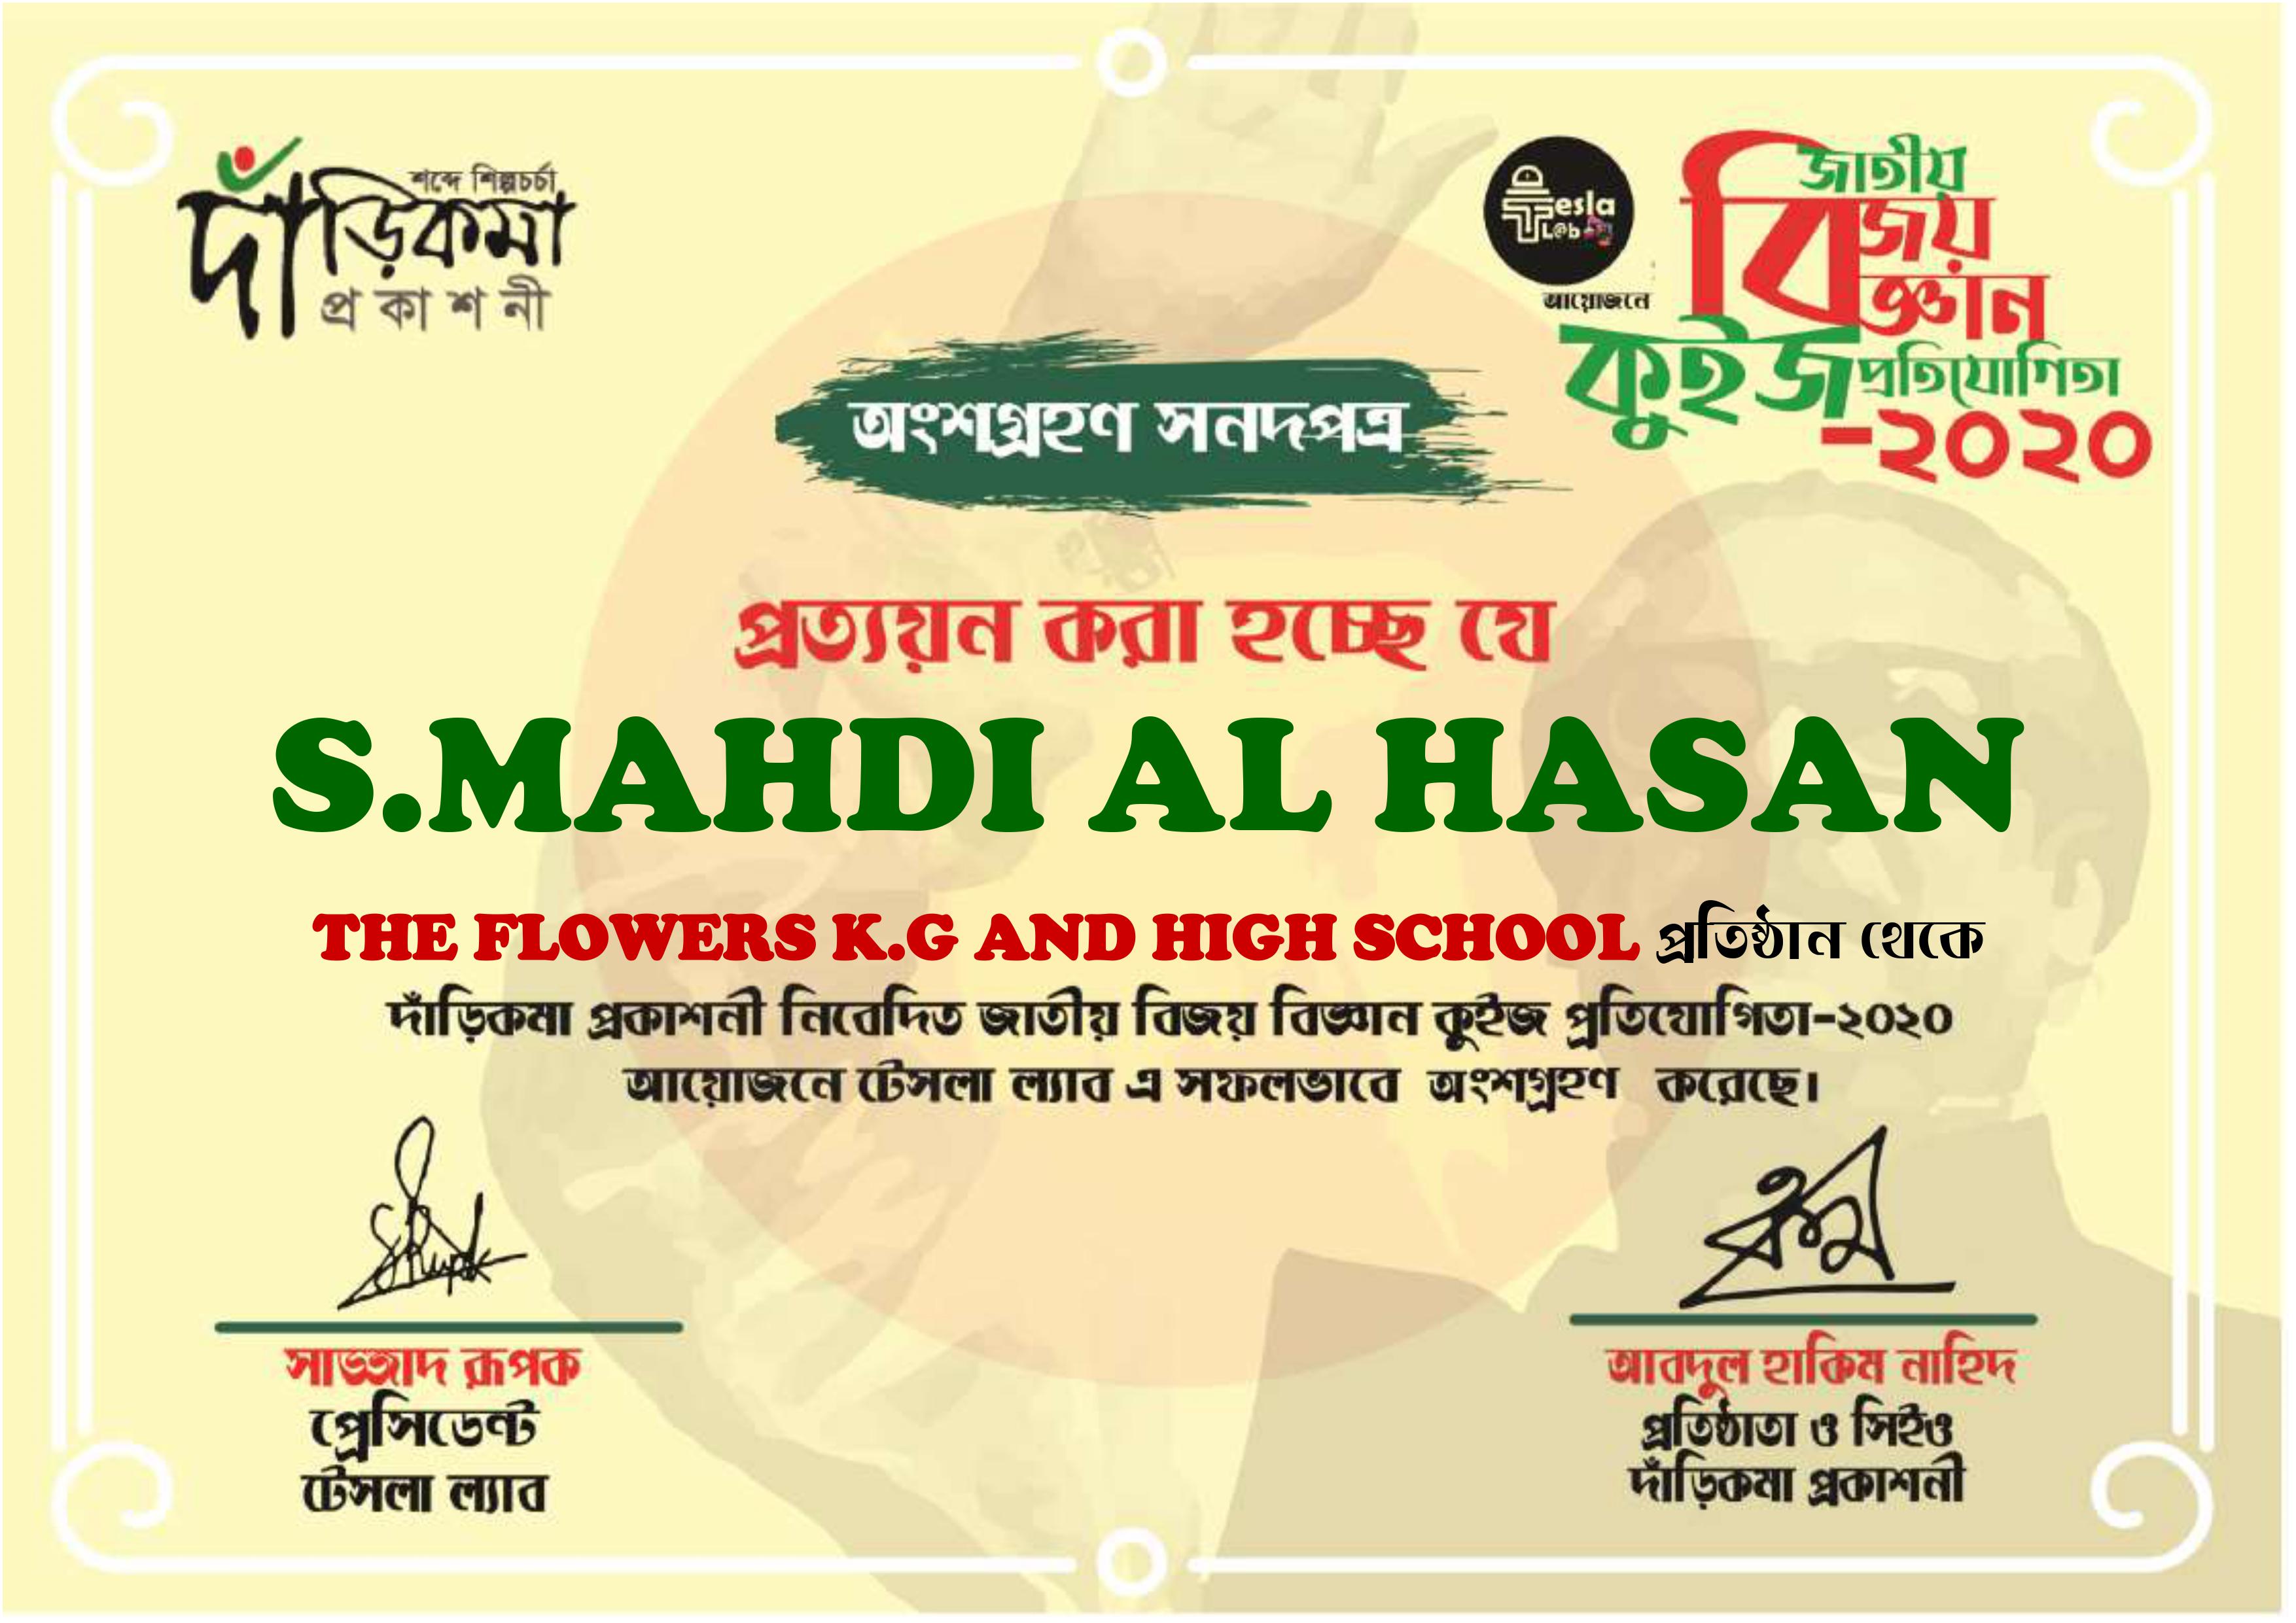 শব্দে শিল্পচর্চা
দাঁড়িকমা
প্রকাশনী
Tesla
L@b
আয়োজনে
জাতীয়
বিজয়
বিজ্ঞান
কুইজ প্রতিযোগিতা
-২০২০
অংশগ্রহণ সনদপত্র
প্রত্যয়ন করা হচ্ছে যে
S.MAHDI AL HASAN
THE FLOWERS K.G AND HIGH SCHOOL প্রতিষ্ঠান থেকে
দাঁড়িকমা প্রকাশনী নিবেদিত জাতীয় বিজয় বিজ্ঞান কুইজ প্রতিযোগিতা-২০২০
আয়োজনে টেসলা ল্যাব এ সফলভাবে অংশগ্রহণ করেছে।
সাজ্জাদ রূপক
প্রেসিডেন্ট
টেসলা ল্যাব
আবদুল হাকিম নাহিদ
প্রতিষ্ঠাতা ও সিইও
দাঁড়িকমা প্রকাশনী